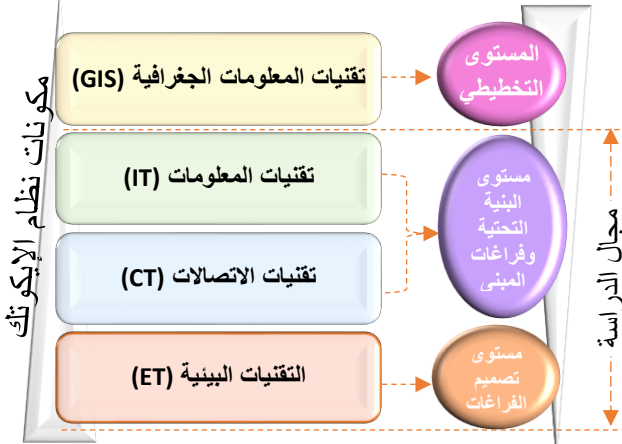 مكونات نظام الإيكوتك
تقنيات المعلومات الجغرافية (GIS)
المستوى
التخطيطي
تقنيات المعلومات (IT)
تقنيات الاتصالات (CT)
مستوى
البنية
التحتية
وفراغات
المبنى
التقنيات البيئية (ET)
مستوى
تصميم
الفراغات
مجال الدراسة